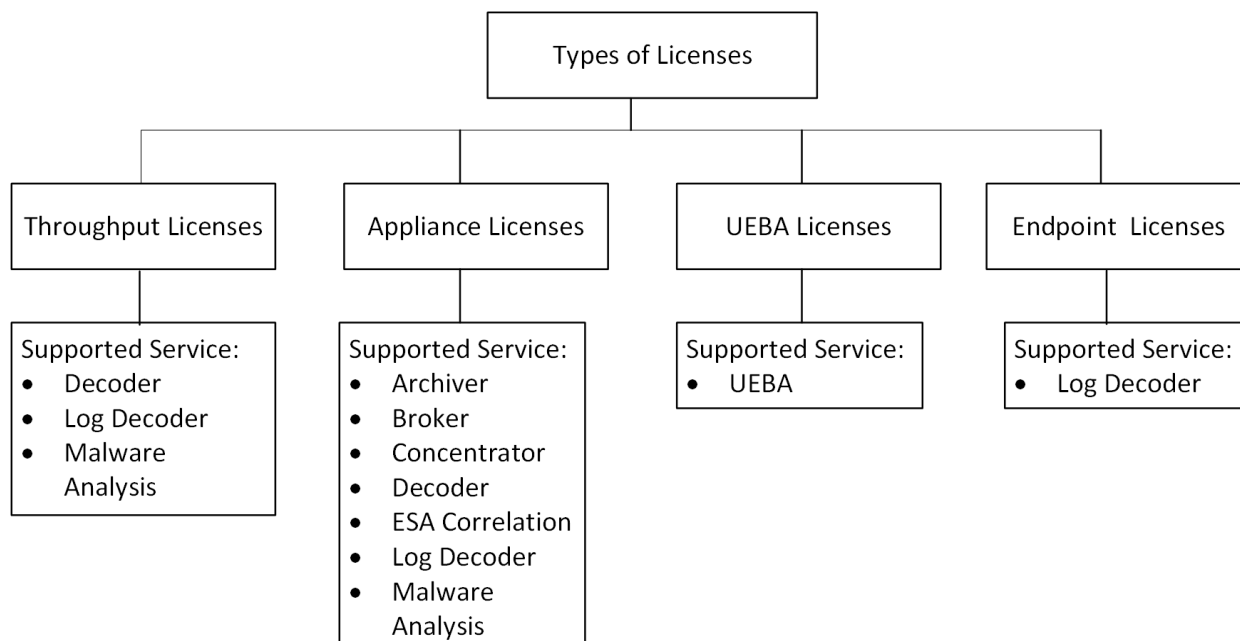 Types of Licenses
Throughput Licenses
Appliance Licenses
UEBA Licenses
Endpoint  Licenses
Supported Service:
• Decoder
• Log Decoder
• Malware
Analysis
Supported Service:
• Archiver
• Broker
• Concentrator
• Decoder
• ESA Correlation
• Log Decoder
• Malware
Analysis
Supported Service:
• UEBA
Supported Service:
• Log Decoder